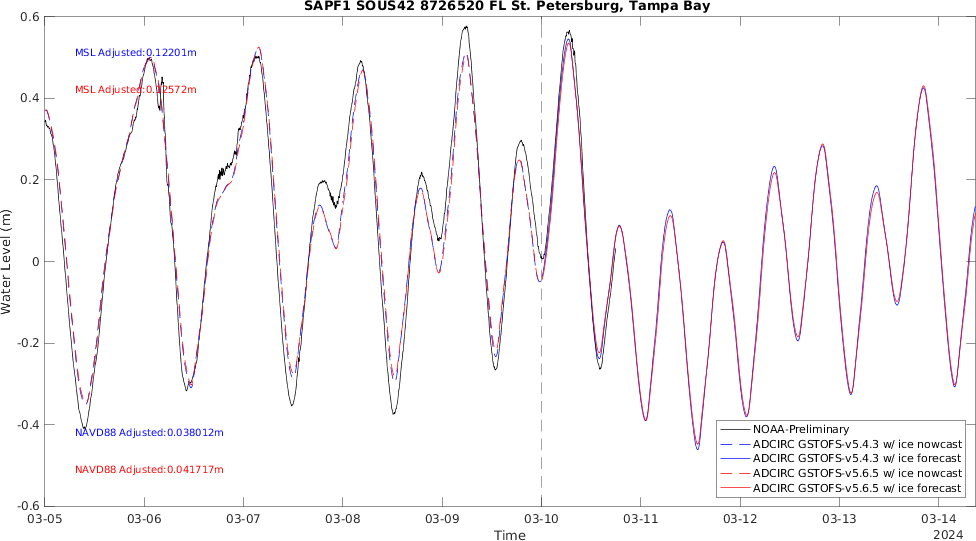 SAPF1 SOUS42 8726520 FL St. Petersburg, Tampa Bay
0.6
0.4
0.2
0
-0.2
-0.4
-0.6
Water Level (m)
MSL Adjusted:0.12201m
MSL Adjusted:0.12572m
NAVD88 Adjusted:0.038012m
NAVD88 Adjusted:0.041717m
NOAA-Preliminary
ADCIRC GSTOFS-v5.4.3 w/ ice nowcast
ADCIRC GSTOFS-v5.4.3 w/ ice forecast
ADCIRC GSTOFS-v5.6.5 w/ ice nowcast
ADCIRC GSTOFS-v5.6.5 w/ ice forecast
03-05 03-06 03-07 03-08 03-09 03-10 03-11 03-12 03-13 03-14
Time 2024